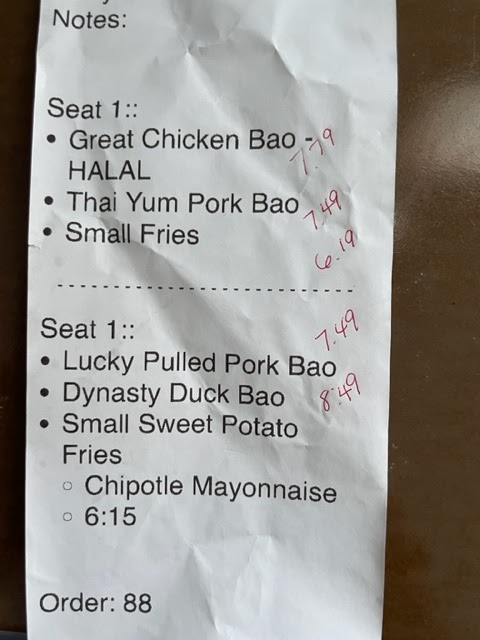 Notes:
Seat 1::
• Great Chicken Bao - 7.79
HALAL
• Thai Yum Pork Bao 7.49
• Small Fries 6.19
--------------------------------
Seat 1::
• Lucky Pulled Pork Bao 7.49
• Dynasty Duck Bao 8.49
• Small Sweet Potato
Fries
○ Chipotle Mayonnaise
○ 6:15
Order: 88